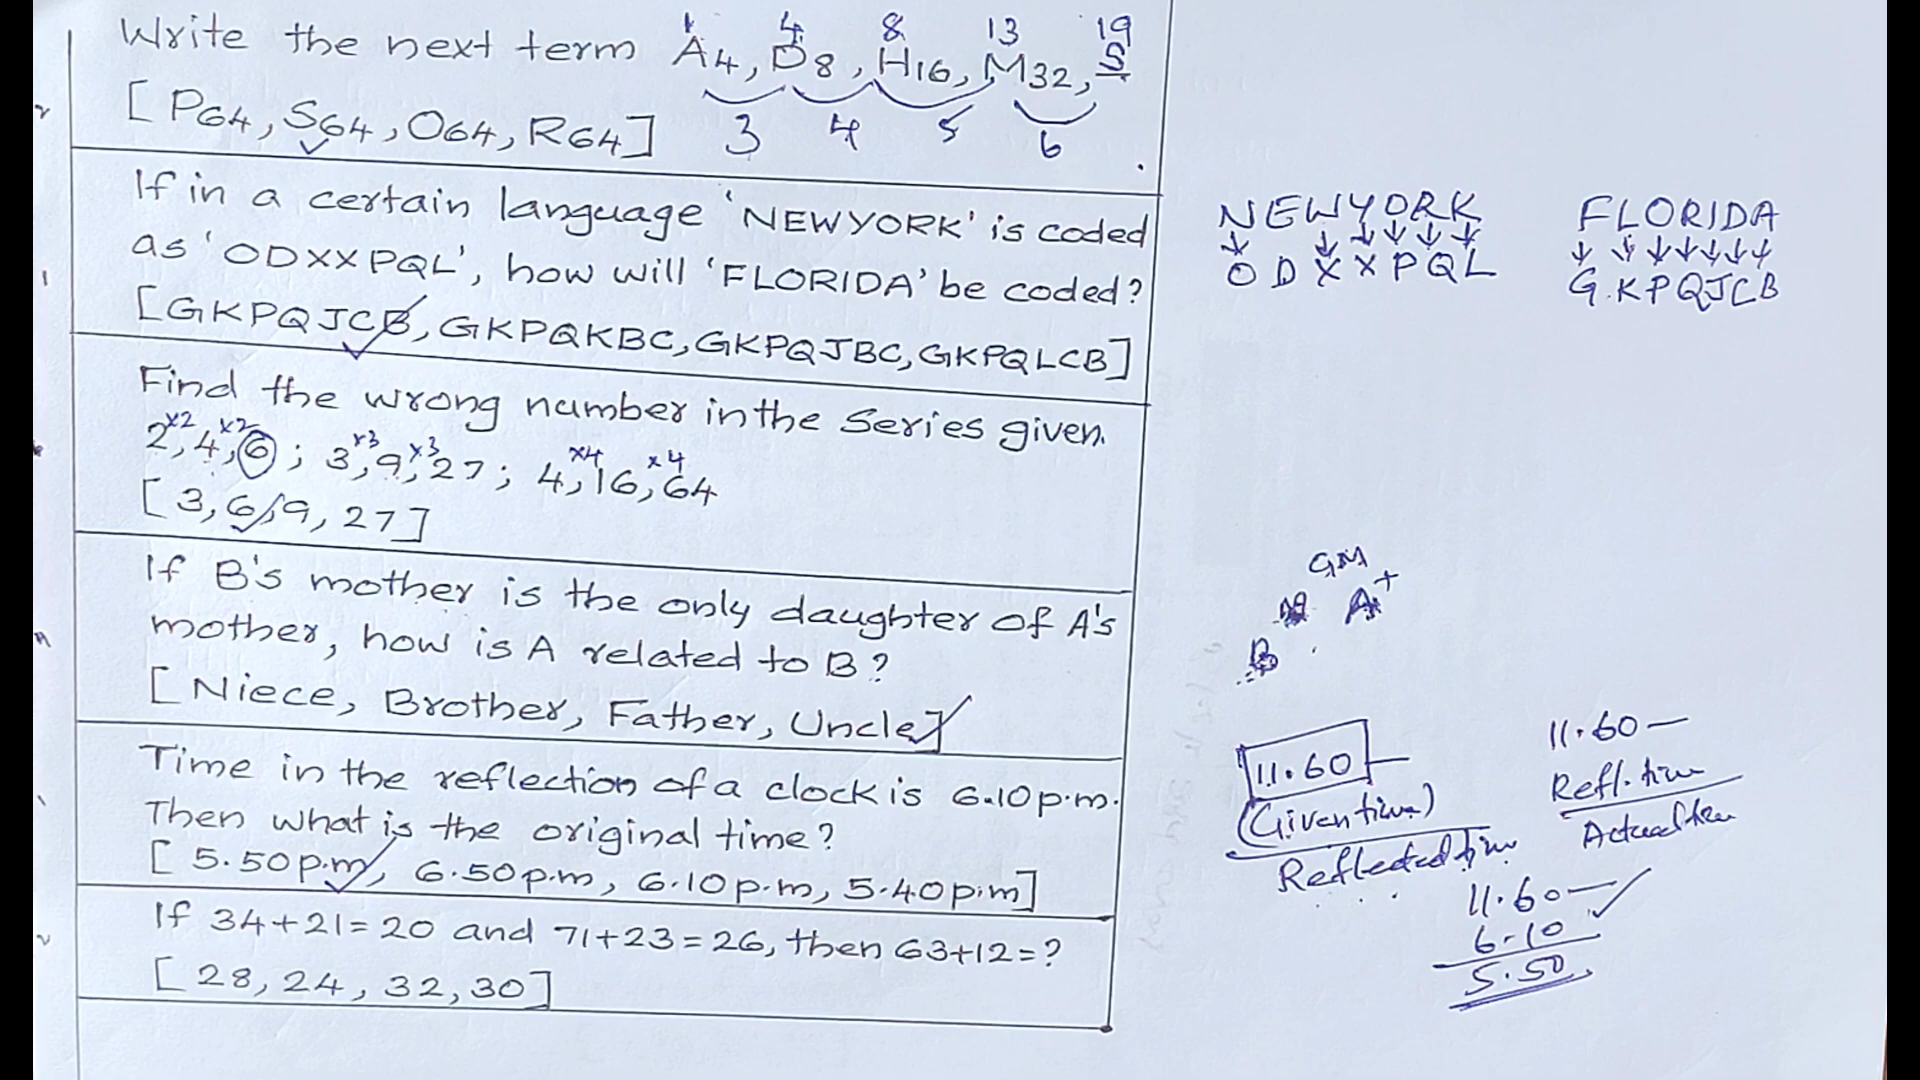 1 4 8 13 19
Write the next term A4, D8, H16, M32, S
[P64, S64, O64, R64] 3 4 5 6
If in a certain language 'NEWYORK' is coded
as 'ODXXPQL', how will 'FLORIDA' be coded?
[GKPQJCB, GKPQKBC, GKPQJBC, GKPQLCB]
NEWYORK FLORIDA
ODXXPQL GKPQJCB
Find the wrong number in the Series given.
×2 ×2 ×3 ×3 ×4 ×4
2, 4, 6 ; 3, 9, 27 ; 4, 16, 64
[3, 6, 9, 27]
If B's mother is the only daughter of A's
mother, how is A related to B?
[Niece, Brother, Father, Uncle]
GM
A+
B
Time in the reflection of a clock is 6.10 p.m.
Then what is the original time?
[5.50 p.m, 6.50 p.m, 6.10 p.m, 5.40 p.m]
11.60 —
(Given time)
Reflected time
11.60 —
Refl. time
Actual time
11.60 —
6.10
5.50
If 34+21=20 and 71+23=26, then 63+12=?
[28, 24, 32, 30]